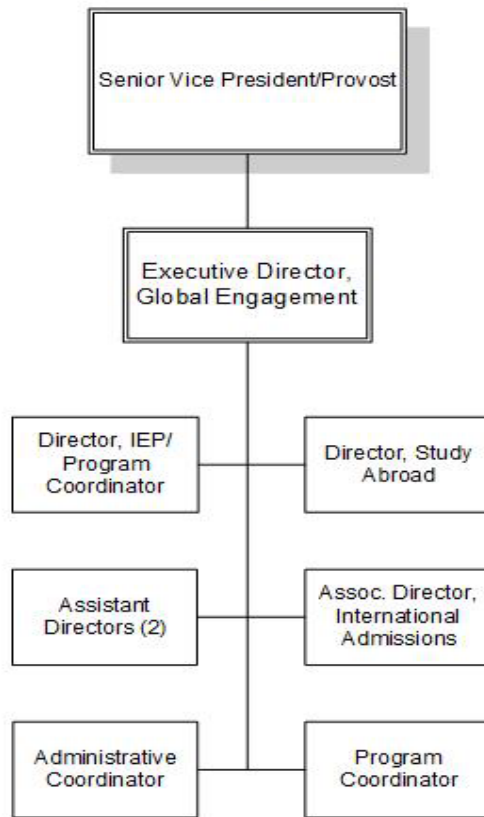 Senior Vice President/Provost
Executive Director,
Global Engagement
Director, IEP/
Program
Coordinator
Director, Study
Abroad
Assistant
Directors (2)
Assoc. Director,
International
Admissions
Administrative
Coordinator
Program
Coordinator